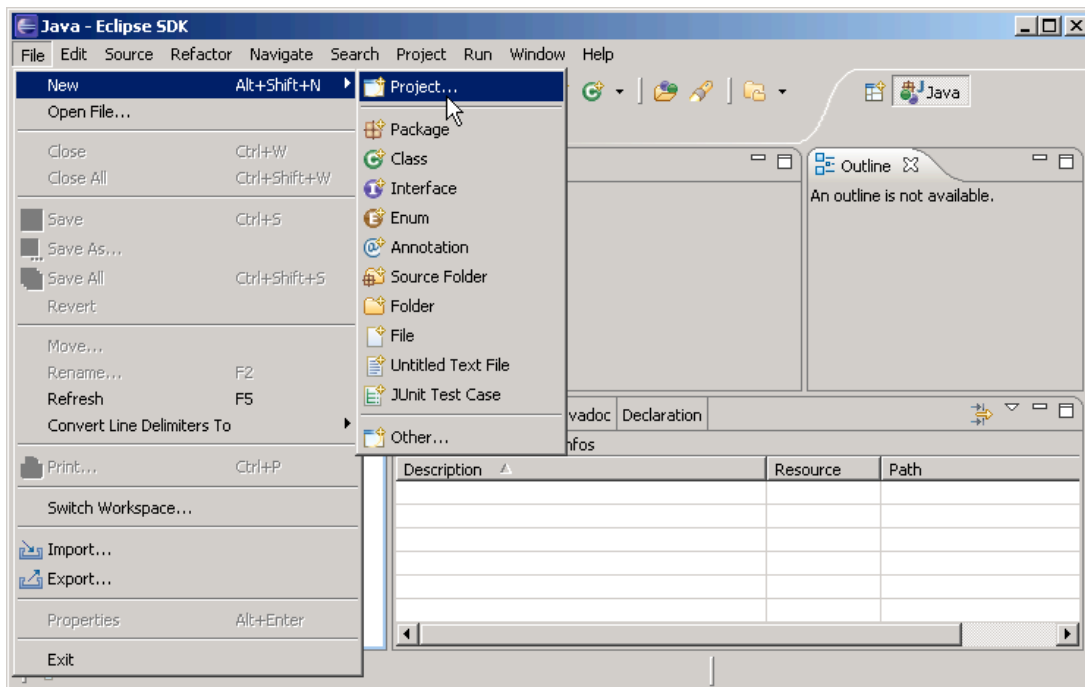 Java - Eclipse SDK
File Edit Source Refactor Navigate Search Project Run Window Help
New Alt+Shift+N
Open File...
Close Ctrl+W
Close All Ctrl+Shift+W
Save Ctrl+S
Save As...
Save All Ctrl+Shift+S
Revert
Move...
Rename... F2
Refresh F5
Convert Line Delimiters To
Print... Ctrl+P
Switch Workspace...
Import...
Export...
Properties Alt+Enter
Exit
Project...
Package
Class
Interface
Enum
Annotation
Source Folder
Folder
File
Untitled Text File
JUnit Test Case
Other...
Java
Outline
An outline is not available.
vadoc Declaration
nfos
Description Resource Path